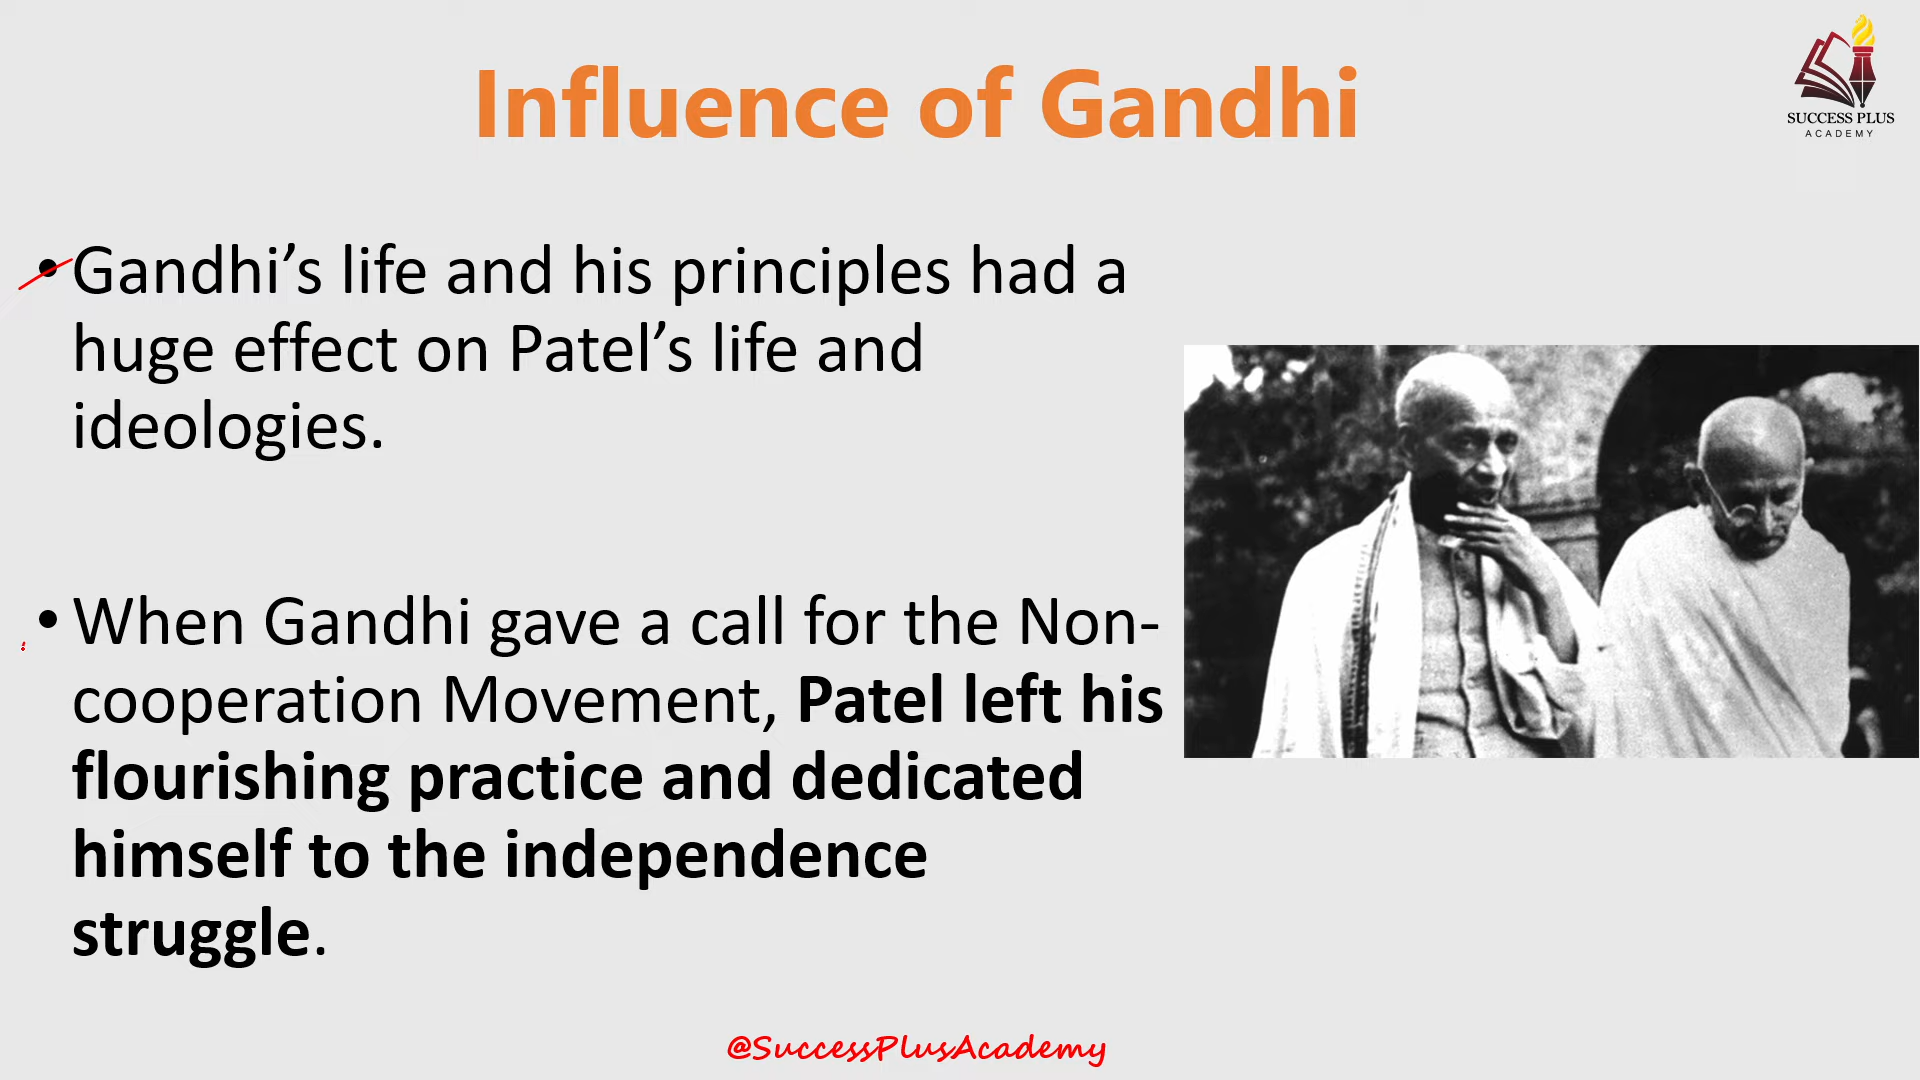 Influence of Gandhi
SUCCESS PLUS
ACADEMY
• Gandhi’s life and his principles had a
huge effect on Patel’s life and
ideologies.
• When Gandhi gave a call for the Non-
cooperation Movement, Patel left his
flourishing practice and dedicated
himself to the independence
struggle.
@SuccessPlusAcademy